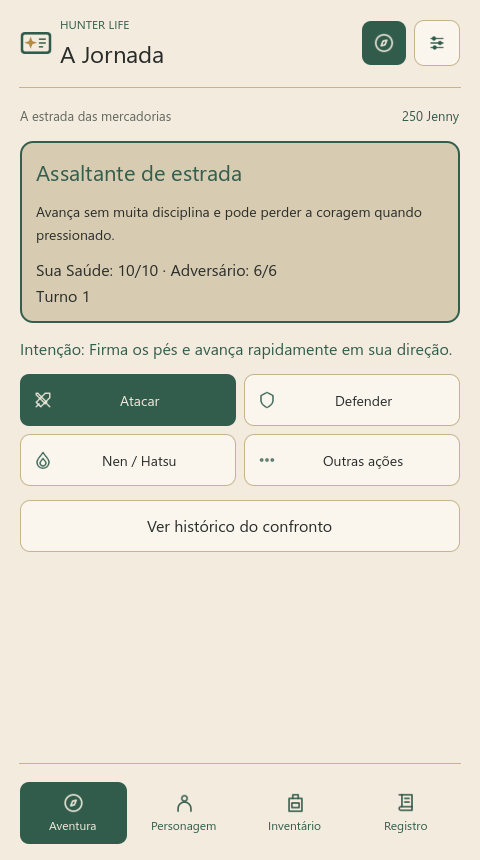 HUNTER LIFE
A Jornada
A estrada das mercadorias
250 Jenny
Assaltante de estrada
Avança sem muita disciplina e pode perder a coragem quando
pressionado.
Sua Saúde: 10/10 · Adversário: 6/6
Turno 1
Intenção: Firma os pés e avança rapidamente em sua direção.
Atacar
Defender
Nen / Hatsu
Outras ações
Ver histórico do confronto
Aventura
Personagem
Inventário
Registro